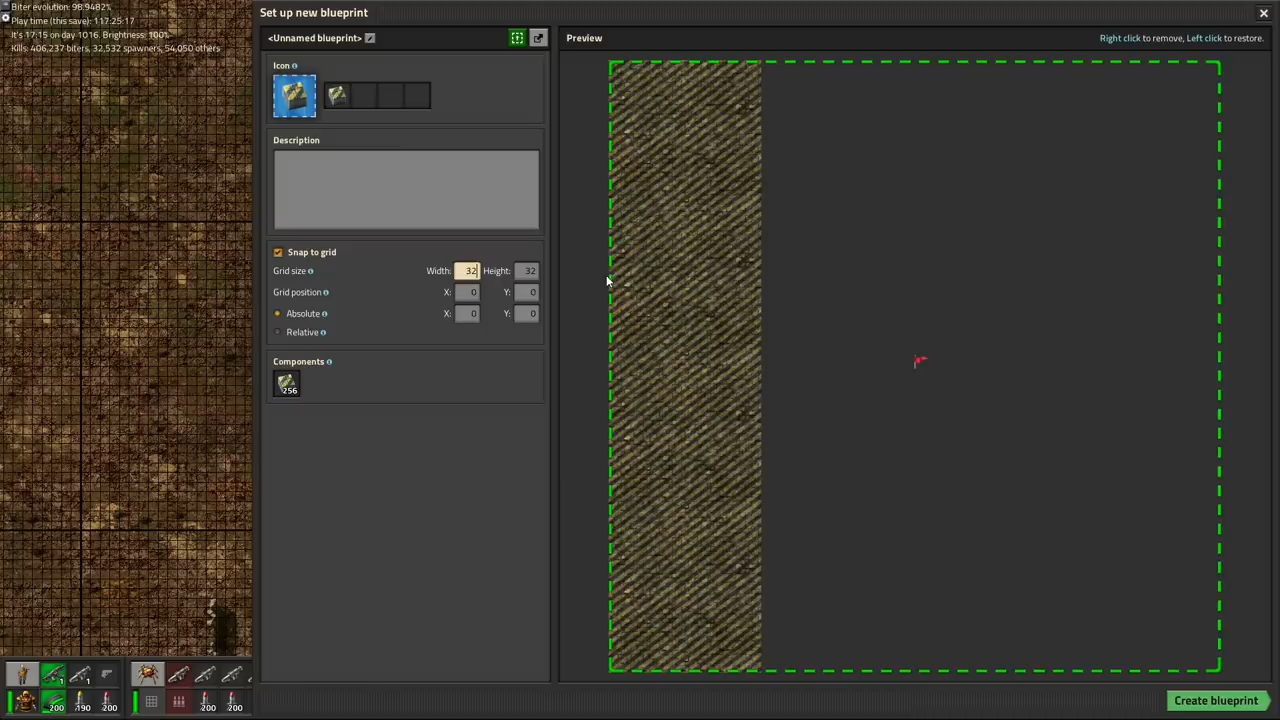 Biter evolution: 98.9482%
Play time (this save): 117:25:17
It's 17:15 on day 1016. Brightness: 100%
Kills: 406,237 biters, 32,532 spawners, 54,050 others
Set up new blueprint
<Unnamed blueprint>
Preview
Right click to remove, Left click to restore.
Icon
Description
Snap to grid
Grid size Width: 32 Height: 32
Grid position X: 0 Y: 0
Absolute X: 0 Y: 0
Relative
Components
256
1 1
200 190 200 200 200
Create blueprint